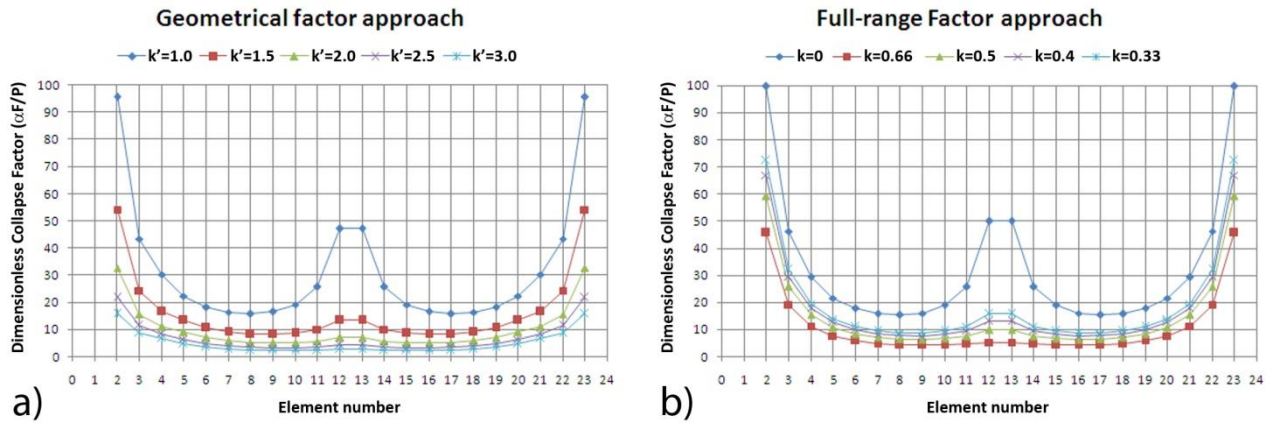 Geometrical factor approach
k'=1.0 k'=1.5 k'=2.0 k'=2.5 k'=3.0
Dimensionless Collapse Factor (αF/P)
100
90
80
70
60
50
40
30
20
10
0
0 1 2 3 4 5 6 7 8 9 10 11 12 13 14 15 16 17 18 19 20 21 22 23 24
Element number
a)
Full-range Factor approach
k=0 k=0.66 k=0.5 k=0.4 k=0.33
Dimensionless Collapse Factor (αF/P)
100
90
80
70
60
50
40
30
20
10
0
0 1 2 3 4 5 6 7 8 9 10 11 12 13 14 15 16 17 18 19 20 21 22 23 24
Element number
b)